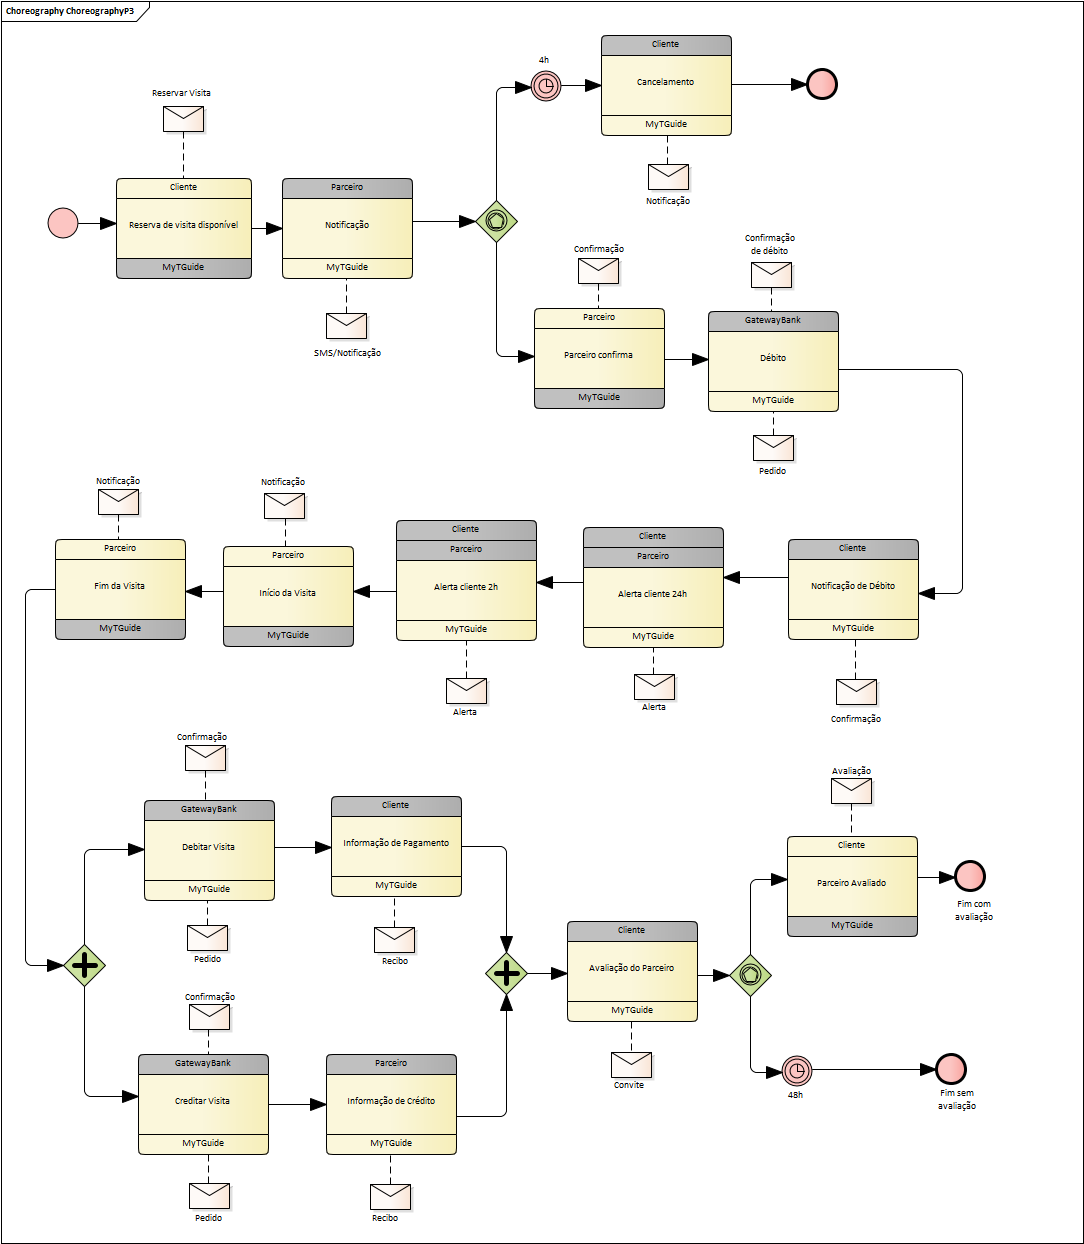 Choreography ChoreographyP3
4h
Cliente
Cancelamento
MyTGuide
Notificação
Reservar Visita
Cliente
Reserva de visita disponível
MyTGuide
Parceiro
Notificação
MyTGuide
SMS/Notificação
Confirmação
Parceiro
Parceiro confirma
MyTGuide
Confirmação
de débito
GatewayBank
Débito
MyTGuide
Pedido
Notificação
Parceiro
Fim da Visita
MyTGuide
Notificação
Parceiro
Início da Visita
MyTGuide
Cliente
Parceiro
Alerta cliente 2h
MyTGuide
Alerta
Cliente
Parceiro
Alerta cliente 24h
MyTGuide
Alerta
Cliente
Notificação de Débito
MyTGuide
Confirmação
Confirmação
GatewayBank
Debitar Visita
MyTGuide
Pedido
Cliente
Informação de Pagamento
MyTGuide
Recibo
Confirmação
GatewayBank
Creditar Visita
MyTGuide
Pedido
Parceiro
Informação de Crédito
MyTGuide
Recibo
Cliente
Avaliação do Parceiro
MyTGuide
Convite
Avaliação
Cliente
Parceiro Avaliado
MyTGuide
Fim com
avaliação
48h
Fim sem
avaliação